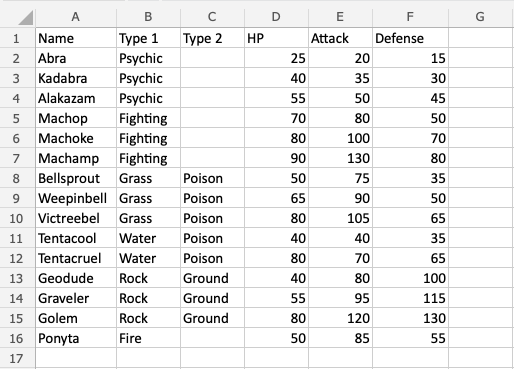 A B C D E F G
1 Name Type 1 Type 2 HP Attack Defense
2 Abra Psychic 25 20 15
3 Kadabra Psychic 40 35 30
4 Alakazam Psychic 55 50 45
5 Machop Fighting 70 80 50
6 Machoke Fighting 80 100 70
7 Machamp Fighting 90 130 80
8 Bellsprout Grass Poison 50 75 35
9 Weepinbell Grass Poison 65 90 50
10 Victreebel Grass Poison 80 105 65
11 Tentacool Water Poison 40 40 35
12 Tentacruel Water Poison 80 70 65
13 Geodude Rock Ground 40 80 100
14 Graveler Rock Ground 55 95 115
15 Golem Rock Ground 80 120 130
16 Ponyta Fire 50 85 55
17